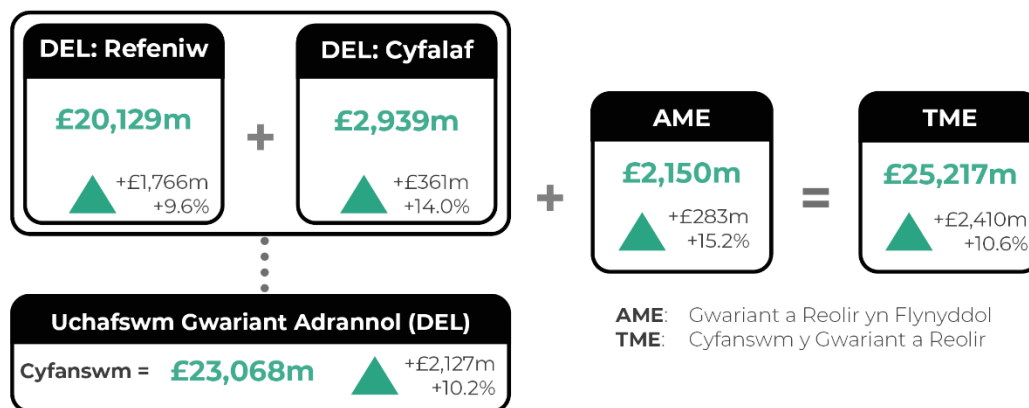 DEL: Refeniw
£20,129m
+£1,766m
+9.6%
+
DEL: Cyfalaf
£2,939m
+£361m
+14.0%
+
AME
£2,150m
+£283m
+15.2%
=
TME
£25,217m
+£2,410m
+10.6%
Uchafswm Gwariant Adrannol (DEL)
Cyfanswm = £23,068m
+£2,127m
+10.2%
AME: Gwariant a Reolir yn Flynyddol
TME: Cyfanswm y Gwariant a Reolir